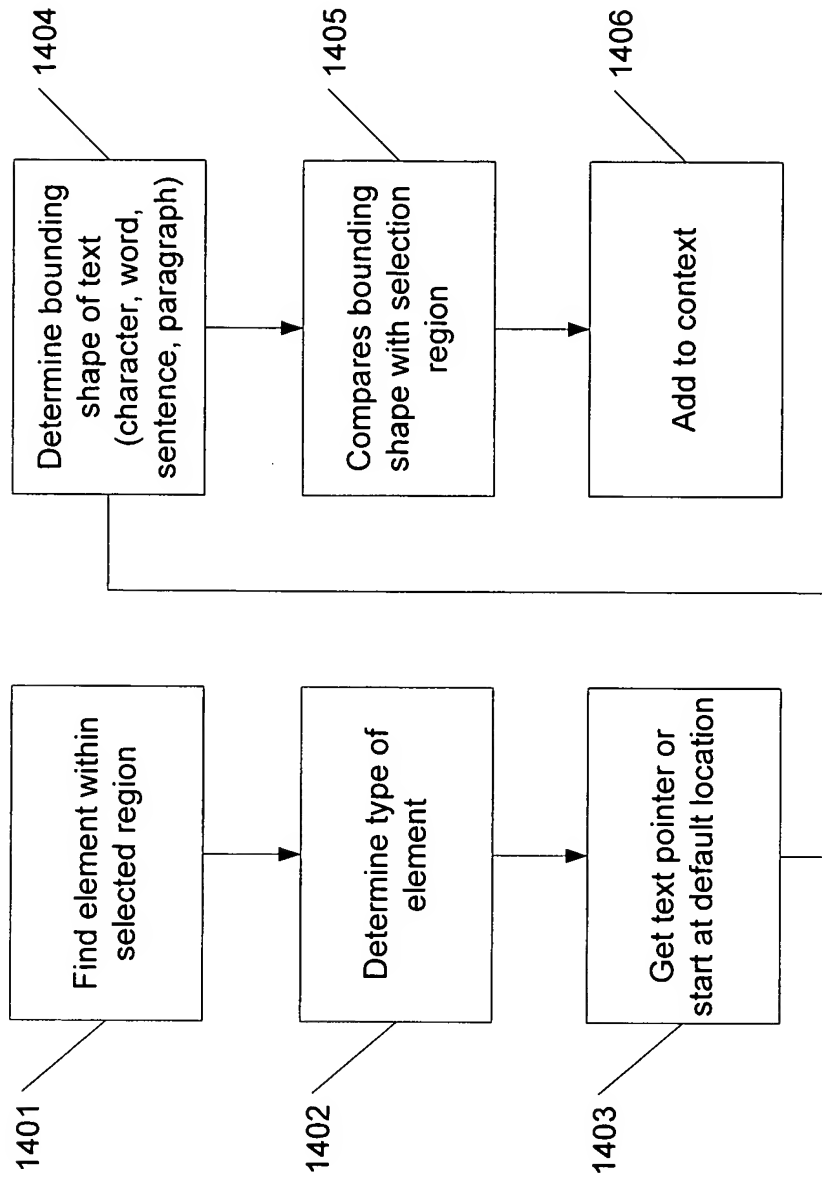 1401
Find element within
selected region
1402
Determine type of
element
1403
Get text pointer or
start at default location
1404
Determine bounding
shape of text
(character, word,
sentence, paragraph)
1405
Compares bounding
shape with selection
region
1406
Add to context